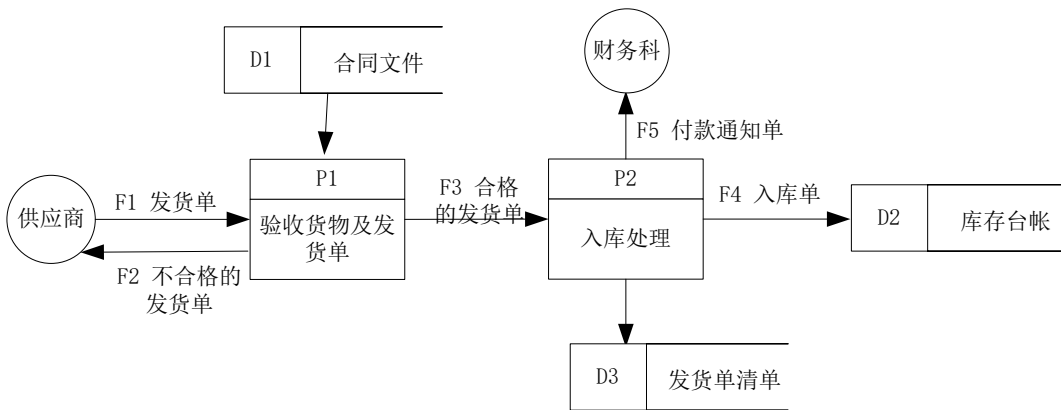 D1
合同文件
财务科
F5 付款通知单
P1
验收货物及发
货单
F3 合格
的发货单
P2
入库处理
F4 入库单
供应商
F1 发货单
F2 不合格的
发货单
D2
库存台帐
D3
发货单清单